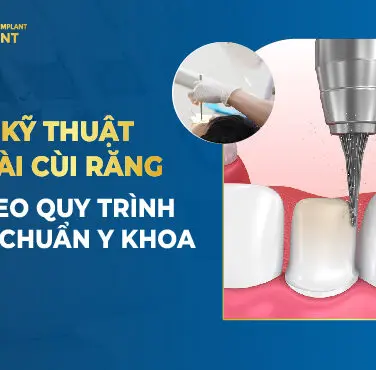 IMPLANT
NT
KỸ THUẬT
ÀI CÙI RĂNG
EO QUY TRÌNH
CHUẨN Y KHOA